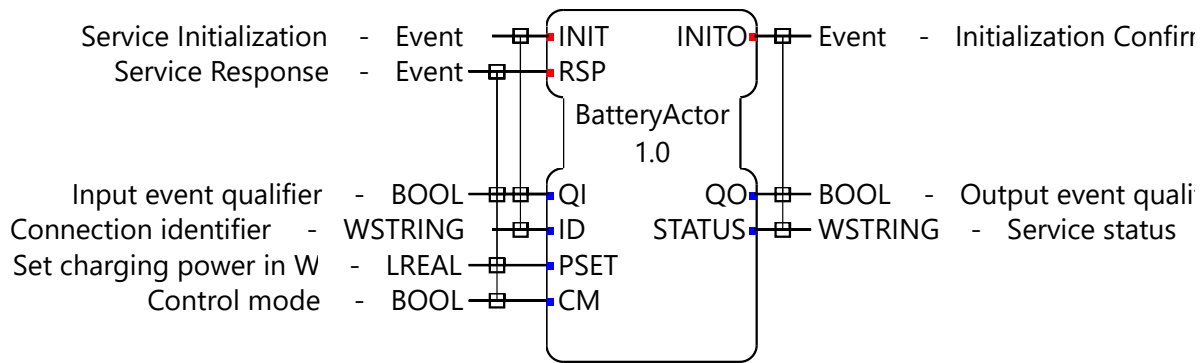 Service Initialization - Event INIT INITO Event - Initialization Confirm
Service Response - Event RSP
BatteryActor
1.0
Input event qualifier - BOOL QI QO BOOL - Output event qualif
Connection identifier - WSTRING ID STATUS WSTRING - Service status
Set charging power in W - LREAL PSET
Control mode - BOOL CM